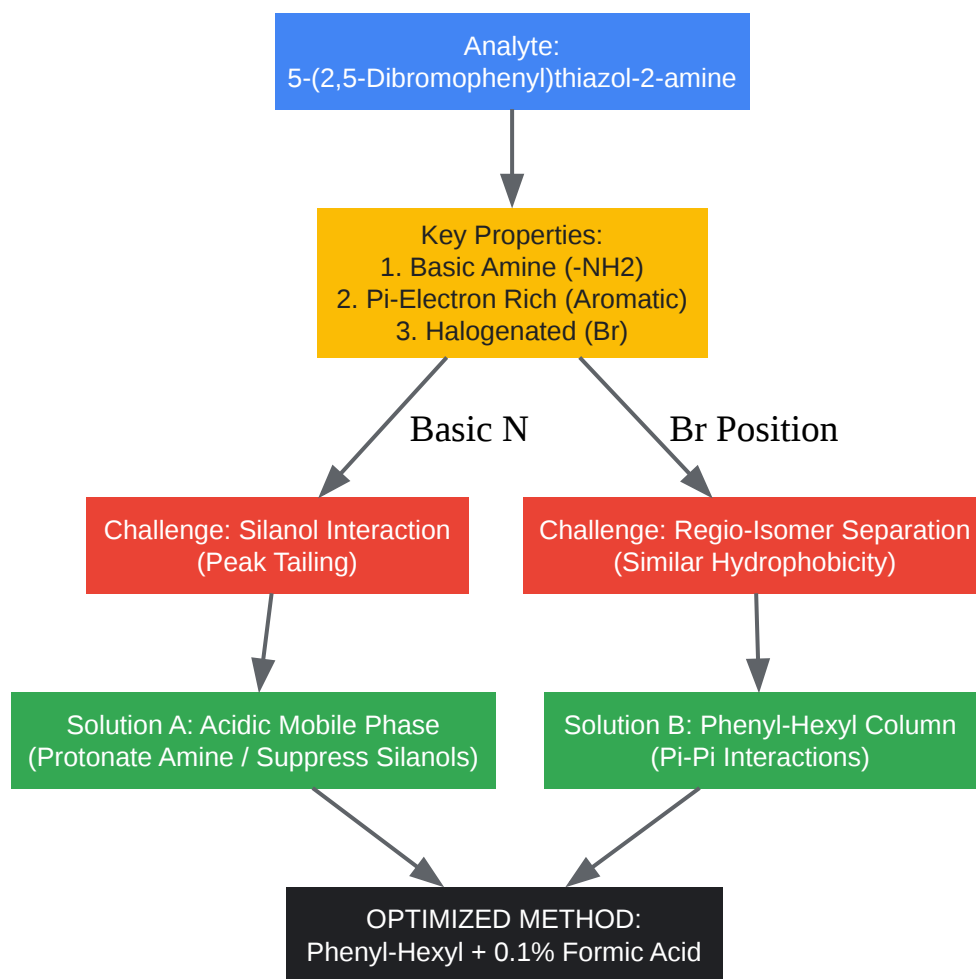 Analyte:
5-(2,5-Dibromophenyl)thiazol-2-amine
Key Properties:
1. Basic Amine (-NH2)
2. Pi-Electron Rich (Aromatic)
3. Halogenated (Br)
Basic N
Br Position
Challenge: Silanol Interaction
(Peak Tailing)
Challenge: Regio-Isomer Separation
(Similar Hydrophobicity)
Solution A: Acidic Mobile Phase
(Protonate Amine / Suppress Silanols)
Solution B: Phenyl-Hexyl Column
(Pi-Pi Interactions)
OPTIMIZED METHOD:
Phenyl-Hexyl + 0.1% Formic Acid